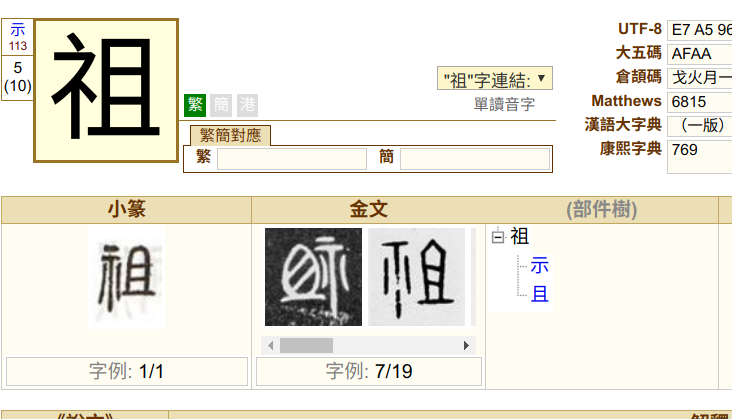 示
113
5
(10)
祖
繁 簡 港
"祖"字連結:
單讀音字
繁簡對應
繁 簡
UTF-8 E7 A5 96
大五碼 AFAA
倉頡碼 戈火月一
Matthews 6815
漢語大字典 （一版）
康熙字典 769
小篆 金文 (部件樹)
祖
示
且
字例: 1/1 字例: 7/19